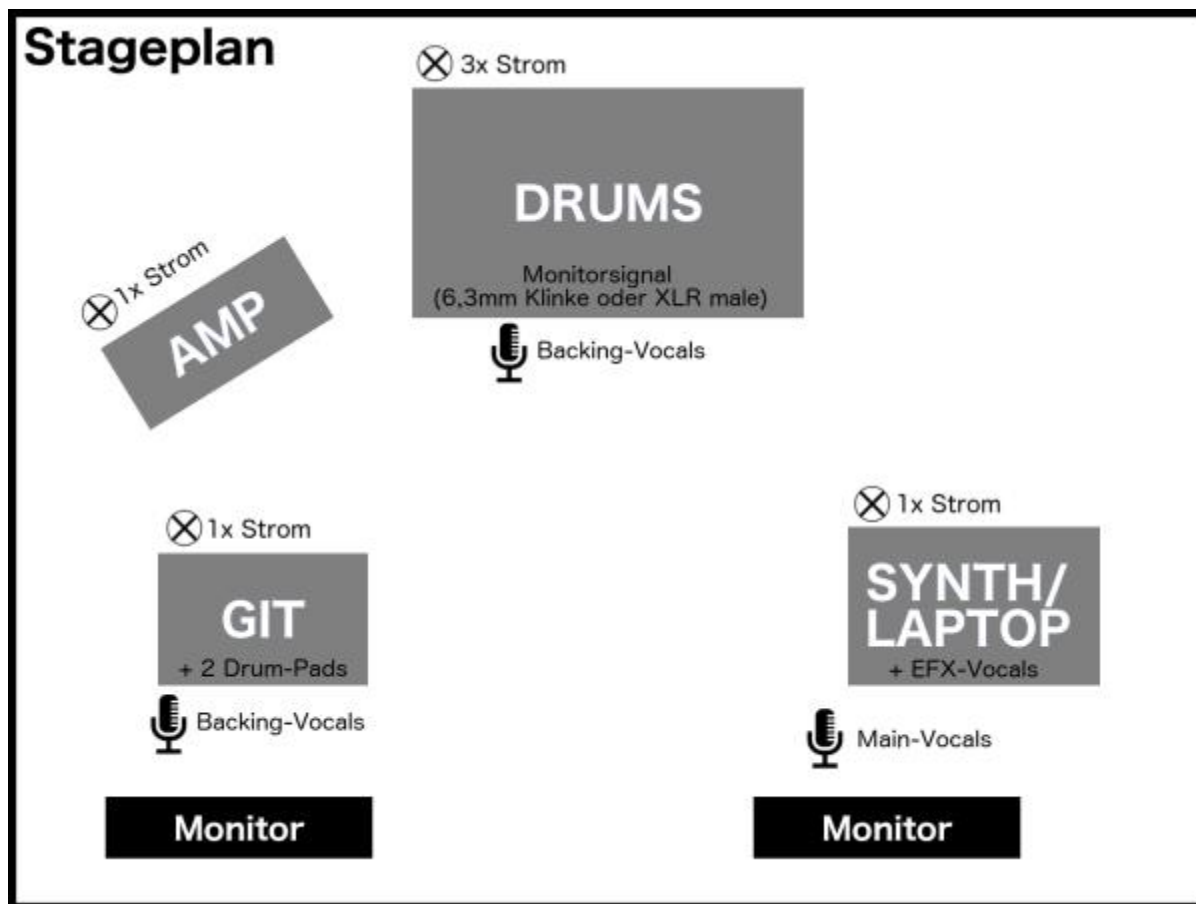 Stageplan
3x Strom
DRUMS
Monitorsignal
(6,3mm Klinke oder XLR male)
Backing-Vocals
1x Strom
AMP
1x Strom
GIT
+ 2 Drum-Pads
Backing-Vocals
1x Strom
SYNTH/
LAPTOP
+ EFX-Vocals
Main-Vocals
Monitor
Monitor